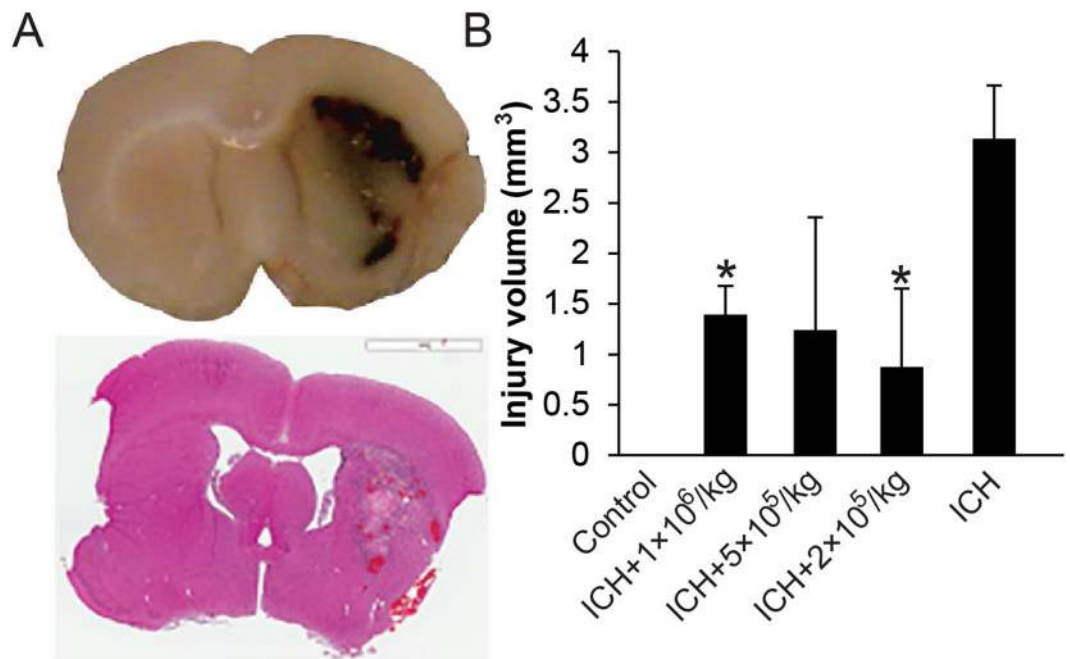 A
B
Injury volume (mm³)
4
3.5
3
2.5
2
1.5
1
0.5
0
*
*
Control
ICH+1×10⁶/kg
ICH+5×10⁵/kg
ICH+2×10⁵/kg
ICH